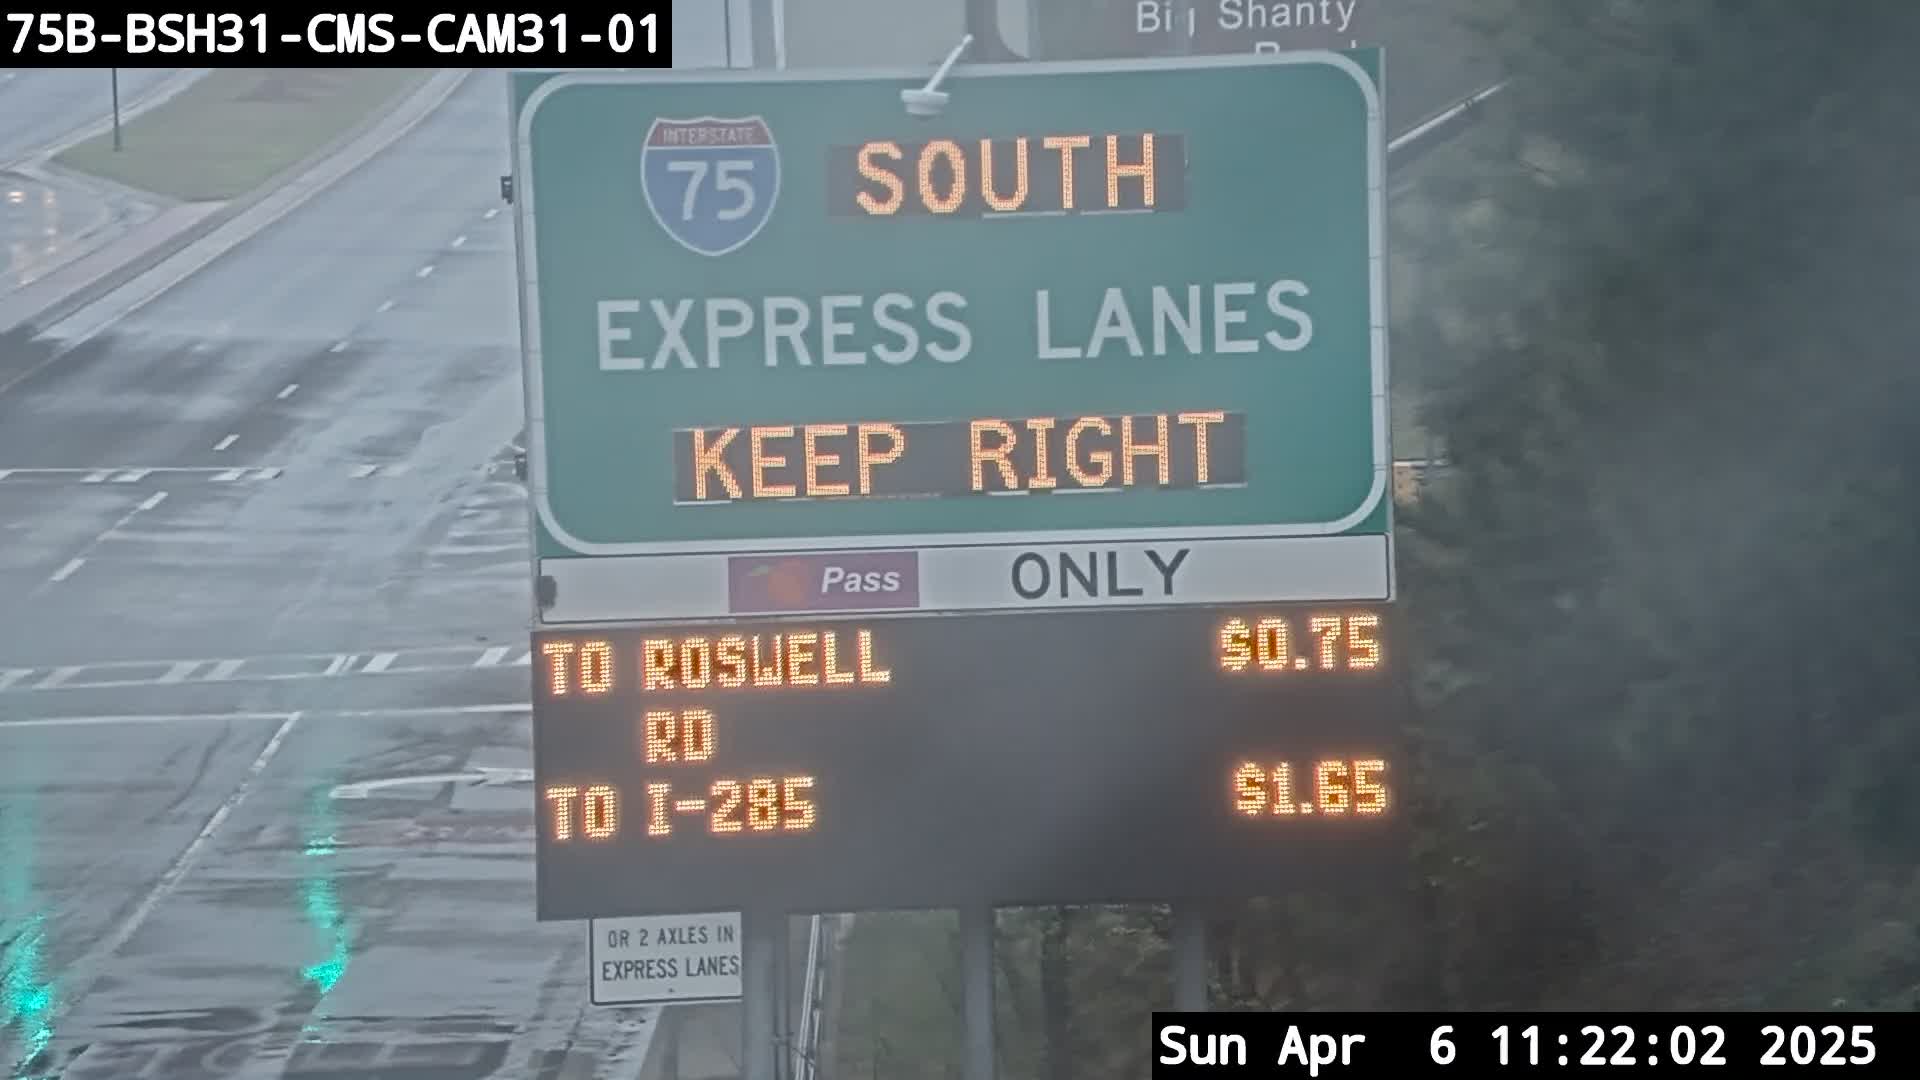 75B-BSH31-CMS-CAM31-01
Big Shanty
INTERSTATE
75
SOUTH
EXPRESS LANES
KEEP RIGHT
Pass ONLY
TO ROSWELL $0.75
RD
TO I-285 $1.65
OR 2 AXLES IN
EXPRESS LANES
Sun Apr 6 11:22:02 2025